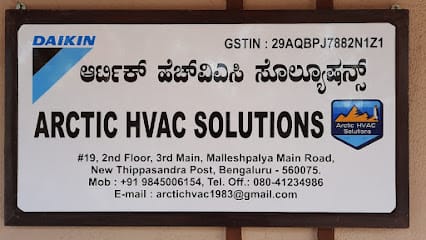 DAIKIN
GSTIN : 29AQBPJ7882N1Z1
ಆರ್ಟಿಕ್ ಹೆಚ್‌ವಿಎಸಿ ಸೊಲ್ಯೂಷನ್ಸ್
ARCTIC HVAC SOLUTIONS
Arctic HVAC
Solutions
#19, 2nd Floor, 3rd Main, Malleshpalya Main Road,
New Thippasandra Post, Bengaluru - 560075.
Mob : +91 9845006154, Tel. Off.: 080-41234986
E-mail : arctichvac1983@gmail.com